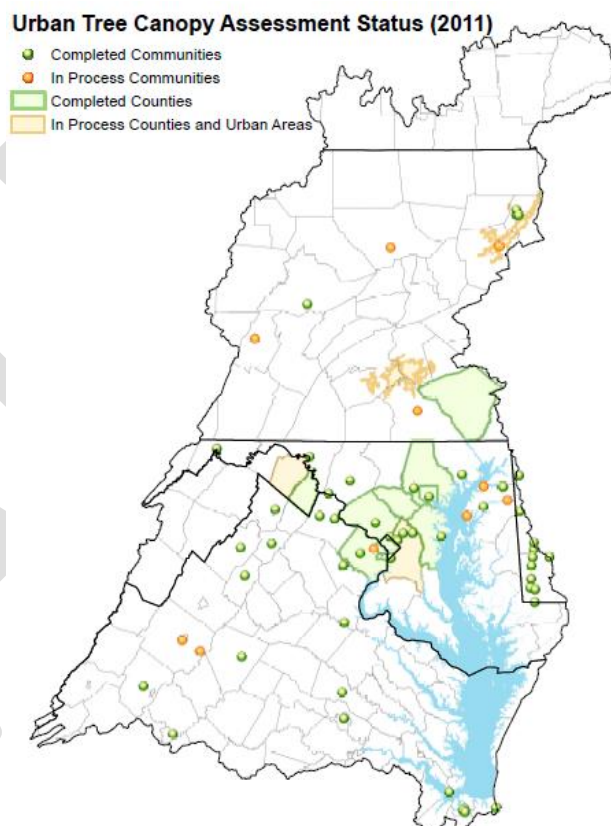 Urban Tree Canopy Assessment Status (2011)
Completed Communities
In Process Communities
Completed Counties
In Process Counties and Urban Areas